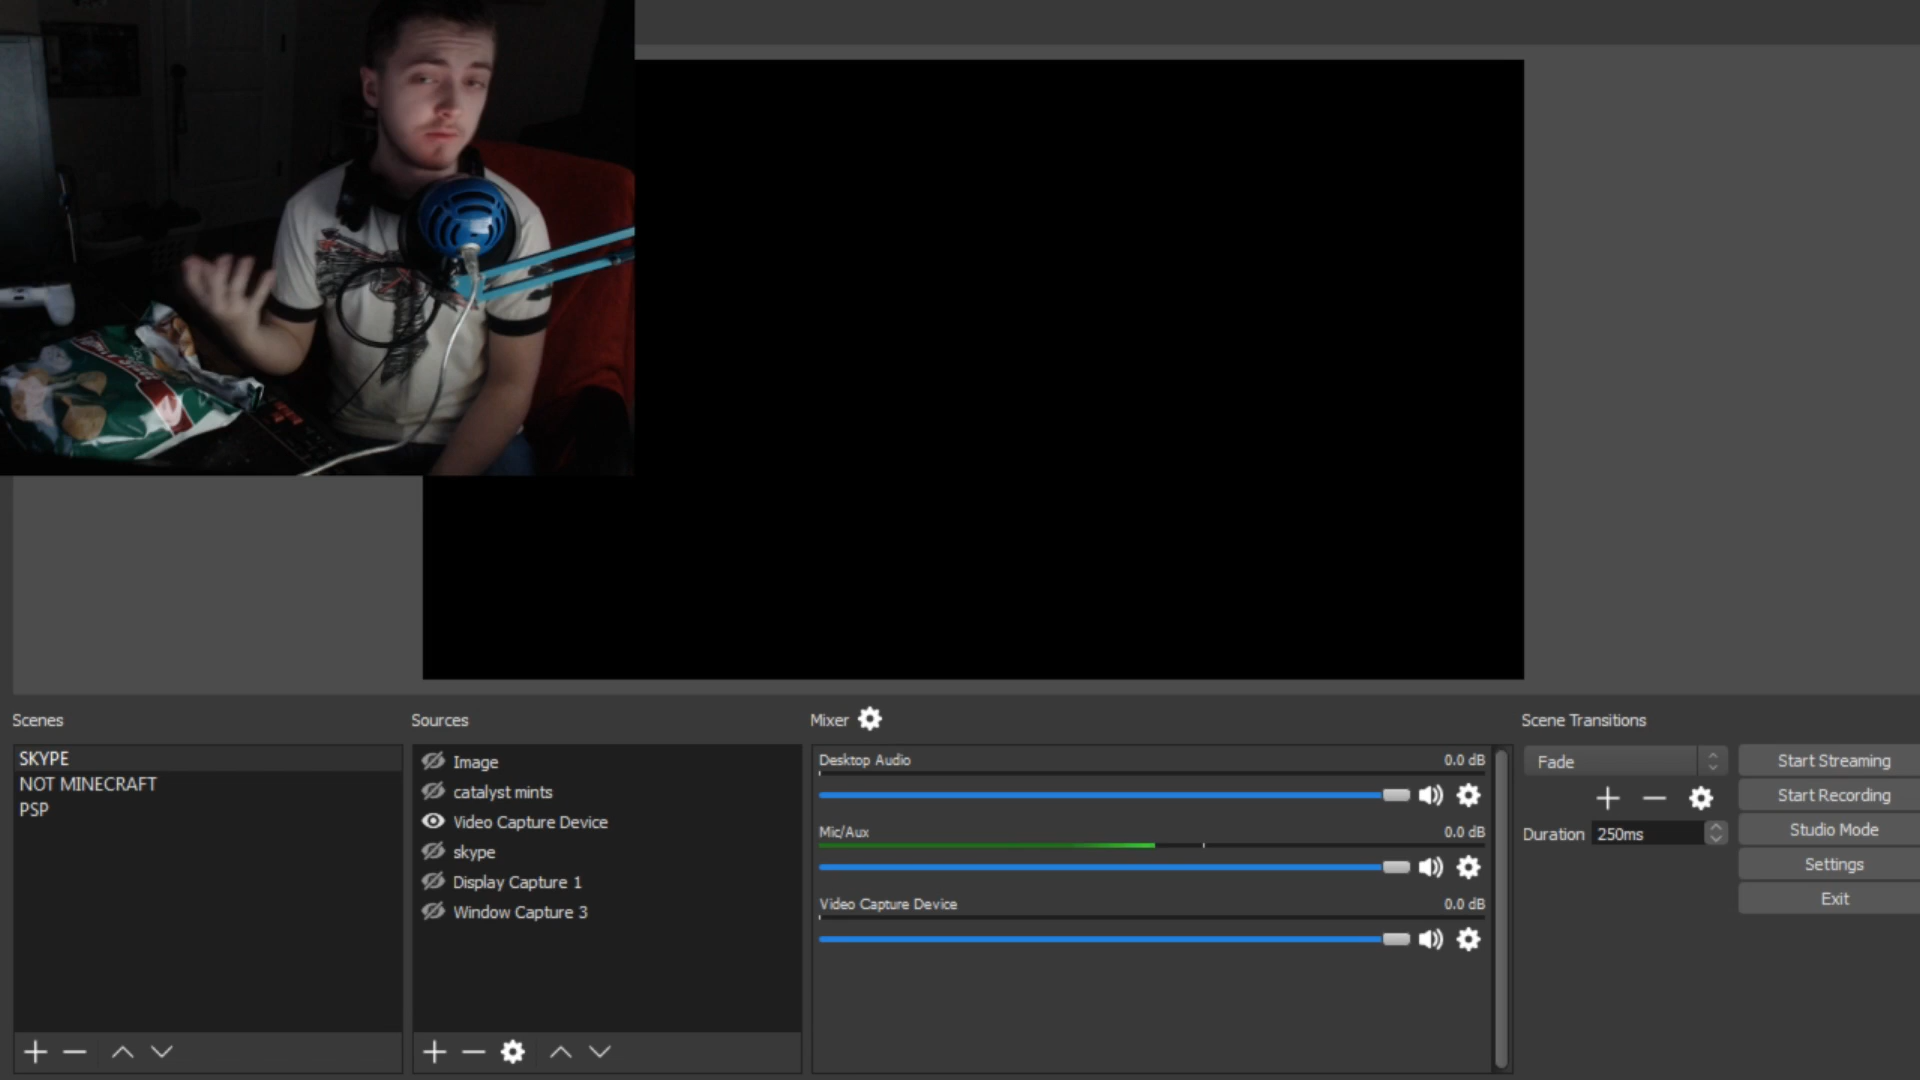 Scenes
SKYPE
NOT MINECRAFT
PSP
Sources
Image
catalyst mints
Video Capture Device
skype
Display Capture 1
Window Capture 3
Mixer
Desktop Audio 0.0 dB
Mic/Aux 0.0 dB
Video Capture Device 0.0 dB
Scene Transitions
Fade
Duration 250ms
Start Streaming
Start Recording
Studio Mode
Settings
Exit